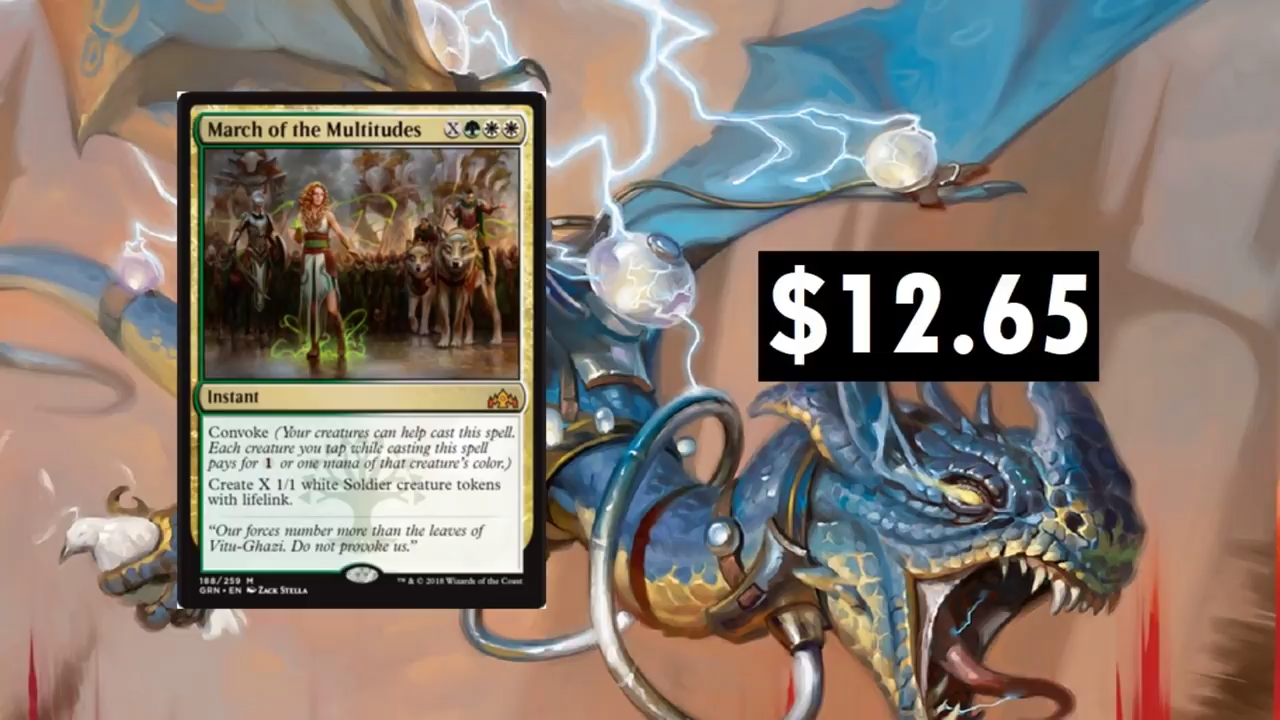 March of the Multitudes X
Instant
Convoke (Your creatures can help cast this spell.
Each creature you tap while casting this spell
pays for 1 or one mana of that creature's color.)
Create X 1/1 white Soldier creature tokens
with lifelink.
"Our forces number more than the leaves of
Vitu-Ghazi. Do not provoke us."
188/259 M
GRN • EN ZACK STELLA
™ & © 2018 Wizards of the Coast
$12.65